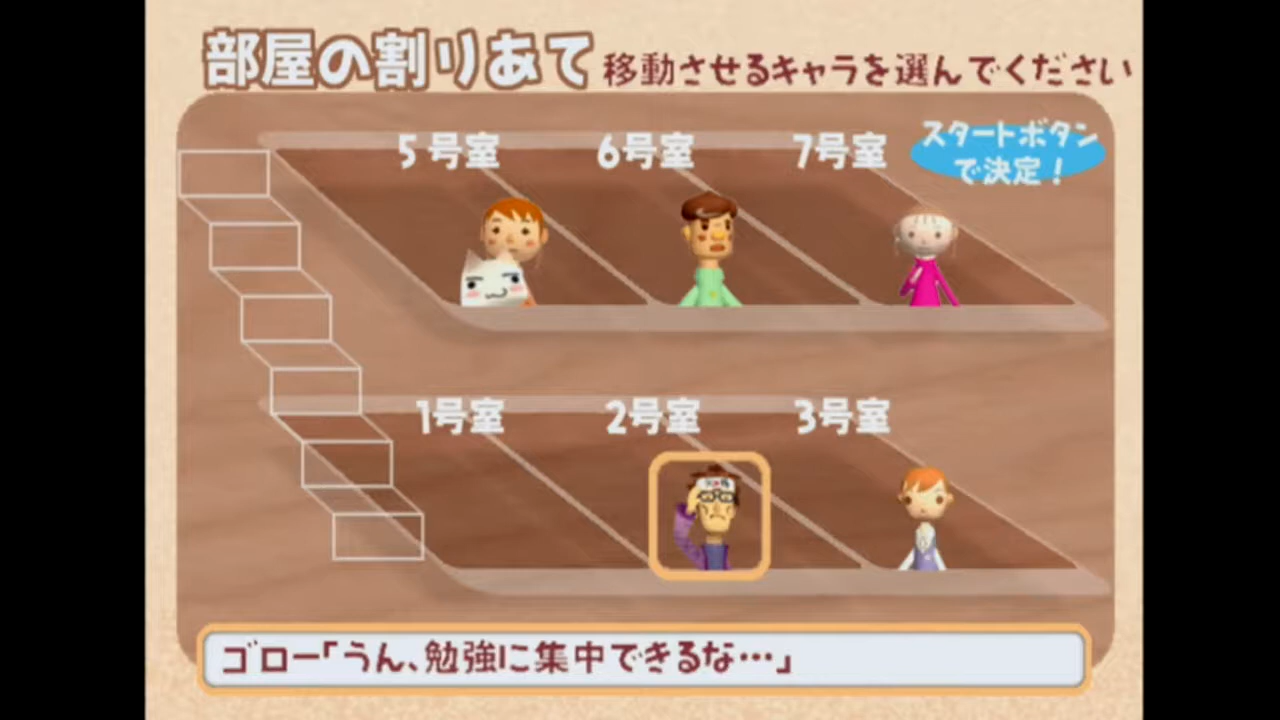 部屋の割りあて 移動させるキャラを選んでください
5号室 6号室 7号室
スタートボタン
で決定!
1号室 2号室 3号室
ゴロー「うん、勉強に集中できるな…」